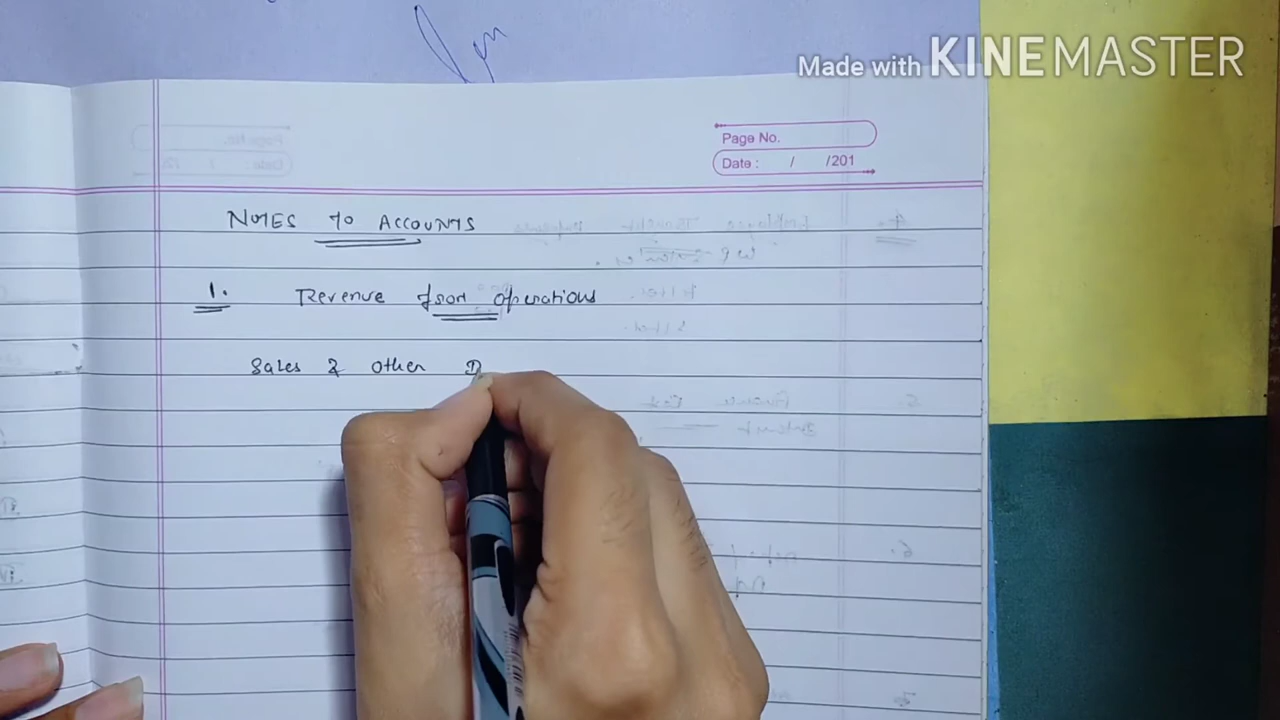 Made with KINEMASTER
Page No.
Date : / /201
NOTES TO ACCOUNTS
1. Revenue from operations
Sales & other